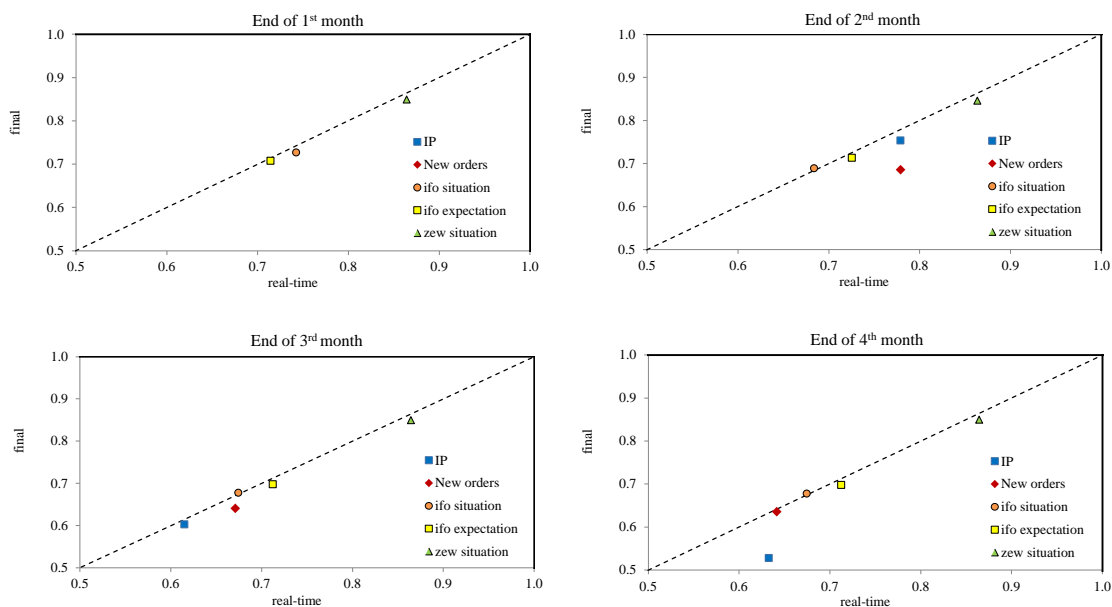 End of 1st month
1.0
0.9
0.8
0.7
0.6
0.5
final
0.5 0.6 0.7 0.8 0.9 1.0
real-time
IP
New orders
ifo situation
ifo expectation
zew situation
End of 2nd month
1.0
0.9
0.8
0.7
0.6
0.5
final
0.5 0.6 0.7 0.8 0.9 1.0
real-time
IP
New orders
ifo situation
ifo expectation
zew situation
End of 3rd month
1.0
0.9
0.8
0.7
0.6
0.5
final
0.5 0.6 0.7 0.8 0.9 1.0
real-time
IP
New orders
ifo situation
ifo expectation
zew situation
End of 4th month
1.0
0.9
0.8
0.7
0.6
0.5
final
0.5 0.6 0.7 0.8 0.9 1.0
real-time
IP
New orders
ifo situation
ifo expectation
zew situation